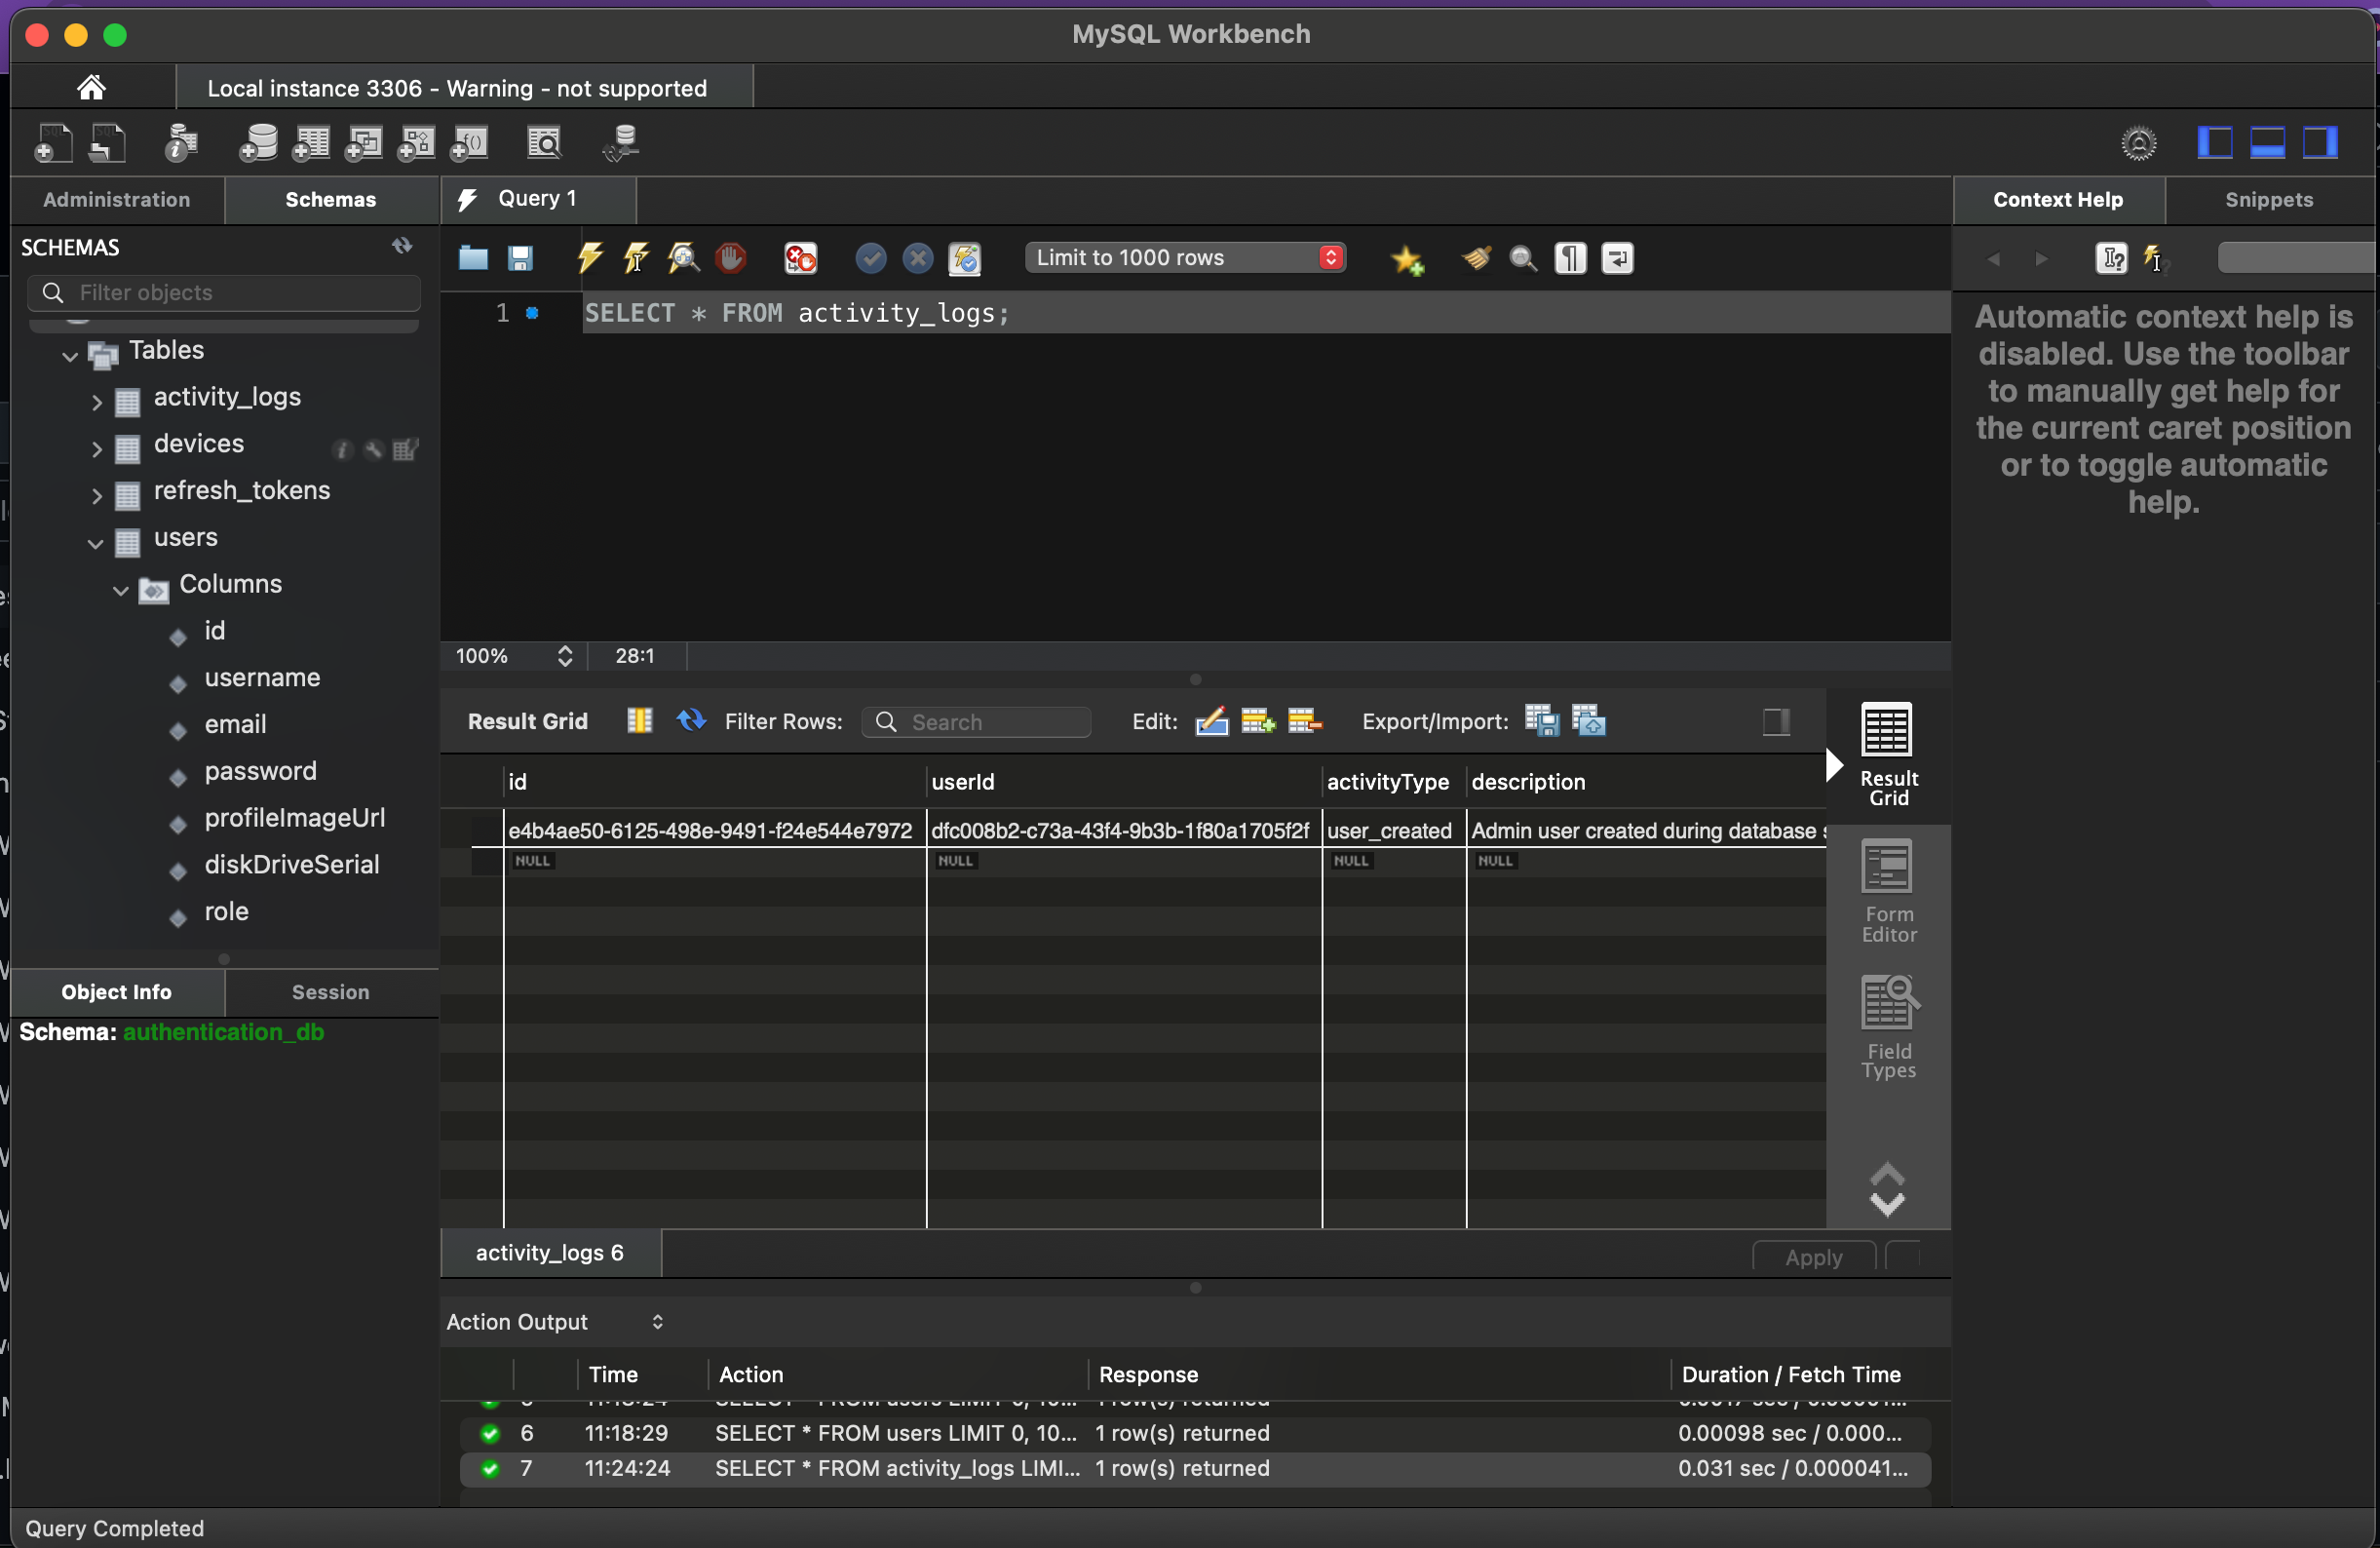 MySQL Workbench
Local instance 3306 - Warning - not supported
Administration
Schemas
Query 1
Context Help
Snippets
SCHEMAS
Filter objects
Limit to 1000 rows
1
SELECT * FROM activity_logs;
Tables
activity_logs
devices
refresh_tokens
users
Columns
id
username
email
password
profileImageUrl
diskDriveSerial
role
Automatic context help is
disabled. Use the toolbar
to manually get help for
the current caret position
or to toggle automatic
help.
100%
28:1
Result Grid
Filter Rows:
Search
Edit:
Export/Import:
Result
Grid
Form
Editor
Field
Types
id userId activityType description
e4b4ae50-6125-498e-9491-f24e544e7972 dfc008b2-c73a-43f4-9b3b-1f80a1705f2f user_created Admin user created during database s
NULL NULL NULL NULL
Object Info
Session
Schema: authentication_db
activity_logs 6
Apply
Action Output
Time Action Response Duration / Fetch Time
6 11:18:29 SELECT * FROM users LIMIT 0, 10... 1 row(s) returned 0.00098 sec / 0.000...
7 11:24:24 SELECT * FROM activity_logs LIMI... 1 row(s) returned 0.031 sec / 0.000041...
Query Completed